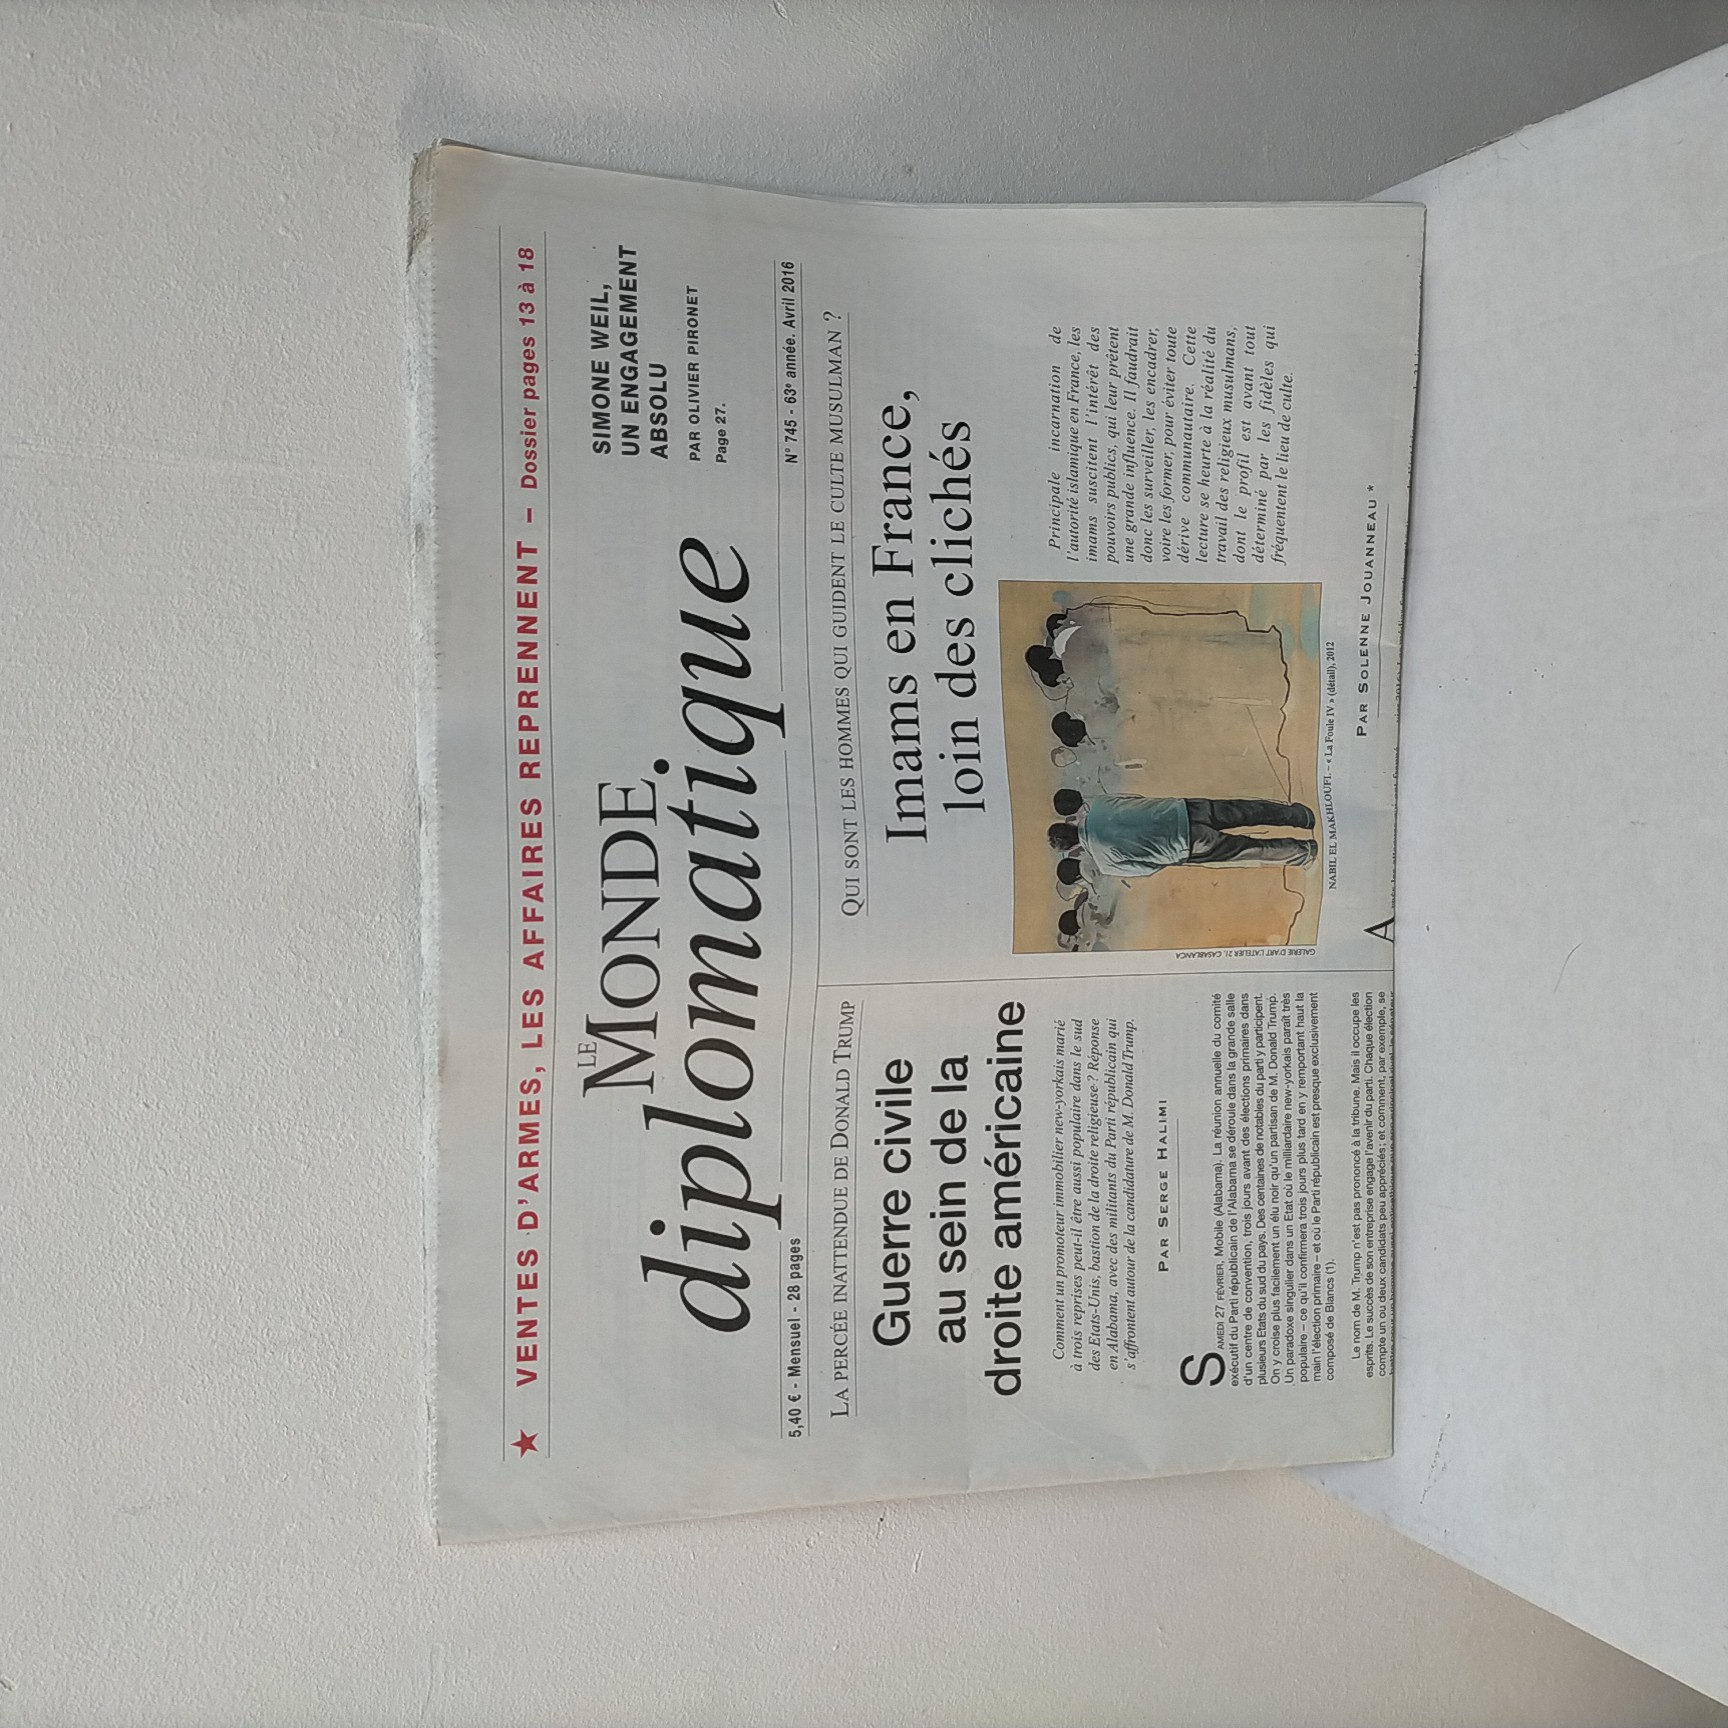 ★ VENTES D'ARMES, LES AFFAIRES REPRENNENT – Dossier pages 13 à 18
LE
MONDE
diplomatique
SIMONE WEIL,
UN ENGAGEMENT
ABSOLU
PAR OLIVIER PIRONET
Page 27.
5,40 € - Mensuel - 28 pages
N° 745 - 63e année. Avril 2016
LA PERCÉE INATTENDUE DE DONALD TRUMP
Guerre civile
au sein de la
droite américaine
Comment un promoteur immobilier new-yorkais marié
à trois reprises peut-il être aussi populaire dans le sud
des Etats-Unis, bastion de la droite religieuse ? Réponse
en Alabama, avec des militants du Parti républicain qui
s'affrontent autour de la candidature de M. Donald Trump.
PAR SERGE HALIMI
SAMEDI 27 FÉVRIER, Mobile (Alabama). La réunion annuelle du comité
exécutif du Parti républicain de l'Alabama se déroule dans la grande salle
d'un centre de convention, trois jours avant des élections primaires dans
plusieurs Etats du sud du pays. Des centaines de notables du parti y participent.
On y croise plus facilement un élu noir qu'un partisan de M. Donald Trump.
Un paradoxe singulier dans un Etat où le milliardaire new-yorkais paraît très
populaire – ce qu'il confirmera trois jours plus tard en y remportant haut la
main l'élection primaire – et où le Parti républicain est presque exclusivement
composé de Blancs (1).
Le nom de M. Trump n'est pas prononcé à la tribune. Mais il occupe les
esprits. Le succès de son entreprise engage l'avenir du parti. Chaque élection
compte un ou deux candidats peu appréciés ; et comment, par exemple, se
QUI SONT LES HOMMES QUI GUIDENT LE CULTE MUSULMAN ?
Imams en France,
loin des clichés
GALERIE D'ART L'ATELIER 21, CASABLANCA
NABIL EL MAKHLOUFI. – « La Foule IV » (détail), 2012
Principale incarnation de
l'autorité islamique en France, les
imams suscitent l'intérêt des
pouvoirs publics, qui leur prêtent
une grande influence. Il faudrait
donc les surveiller, les encadrer,
voire les former, pour éviter toute
dérive communautaire. Cette
lecture se heurte à la réalité du
travail des religieux musulmans,
dont le profil est avant tout
déterminé par les fidèles qui
fréquentent le lieu de culte.
PAR SOLENNE JOUANNEAU *
A